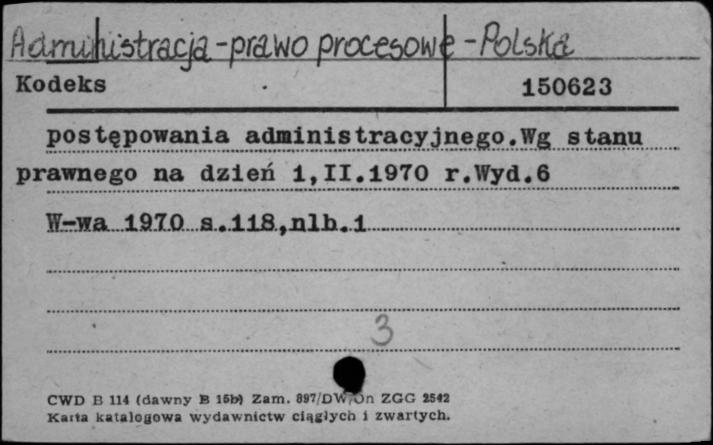 Administracja - prawo procesowe - Polska
Kodeks 150623
postępowania administracyjnego.Wg stanu
prawnego na dzień 1,II.1970 r.Wyd.6
W-wa 1970 s.118,nlb.1
3
CWD B 114 (dawny B 15b) Zam. 897/DW/On ZGG 2542
Karta katalogowa wydawnictw ciągłych i zwartych.